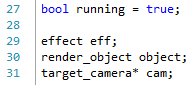 27 bool running = true;
28
29 effect eff;
30 render_object object;
31 target_camera* cam;